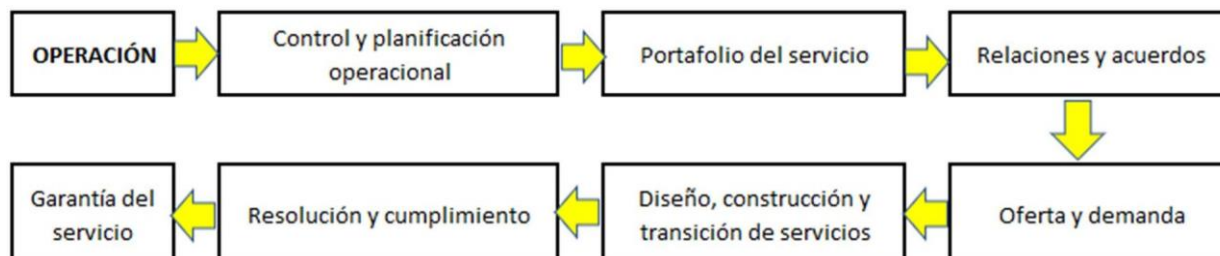 OPERACIÓN
Control y planificación
operacional
Portafolio del servicio
Relaciones y acuerdos
Oferta y demanda
Diseño, construcción y
transición de servicios
Resolución y cumplimiento
Garantía del
servicio